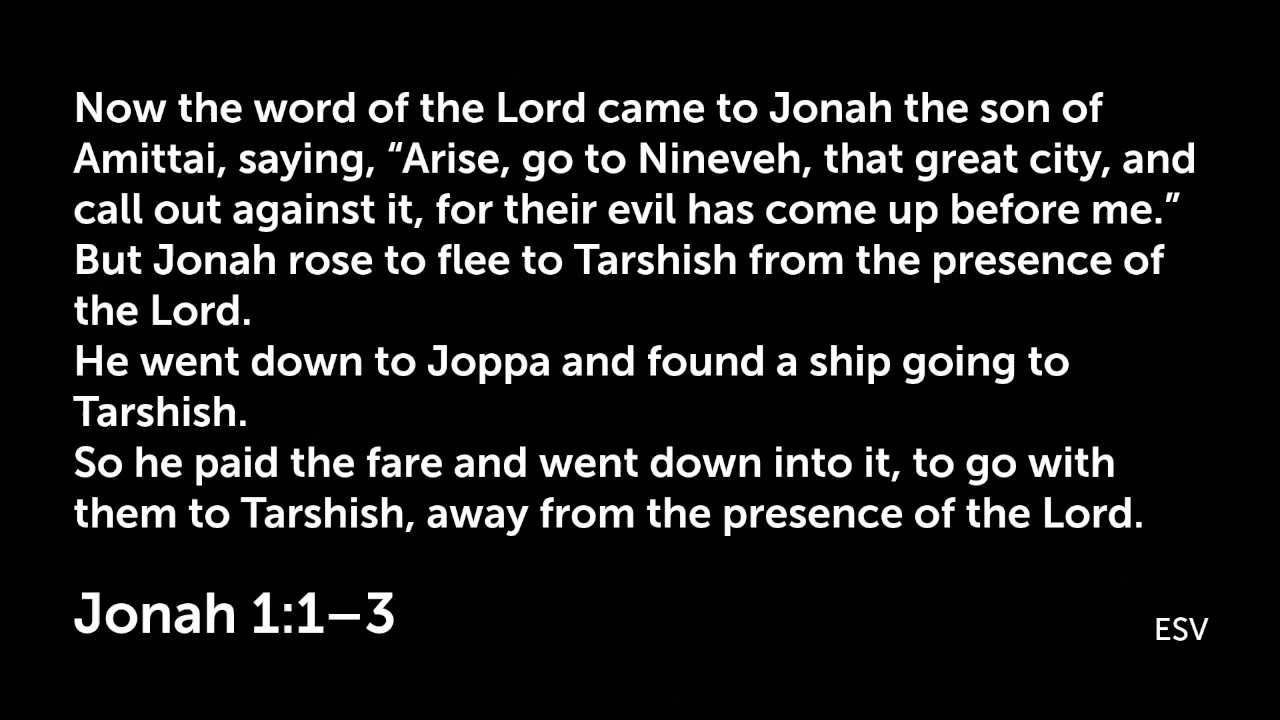 Now the word of the Lord came to Jonah the son of
Amittai, saying, “Arise, go to Nineveh, that great city, and
call out against it, for their evil has come up before me.”
But Jonah rose to flee to Tarshish from the presence of
the Lord.
He went down to Joppa and found a ship going to
Tarshish.
So he paid the fare and went down into it, to go with
them to Tarshish, away from the presence of the Lord.
Jonah 1:1–3
ESV